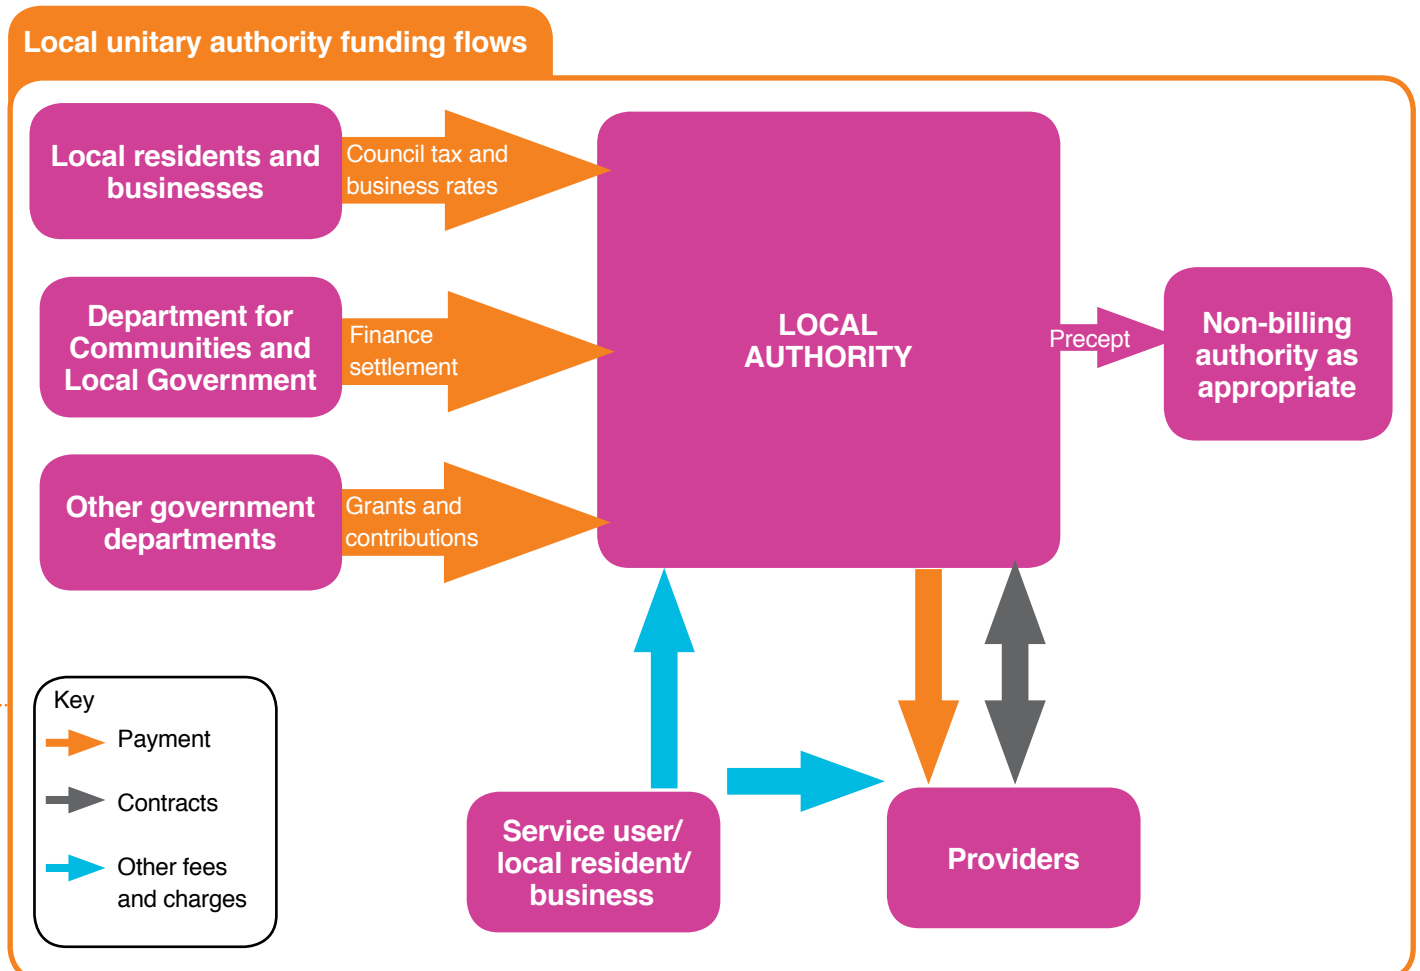 Local unitary authority funding flows
Local residents and
businesses
Council tax and
business rates
Department for
Communities and
Local Government
Finance
settlement
LOCAL
AUTHORITY
Precept
Non-billing
authority as
appropriate
Other government
departments
Grants and
contributions
Key
Payment
Contracts
Other fees
and charges
Service user/
local resident/
business
Providers